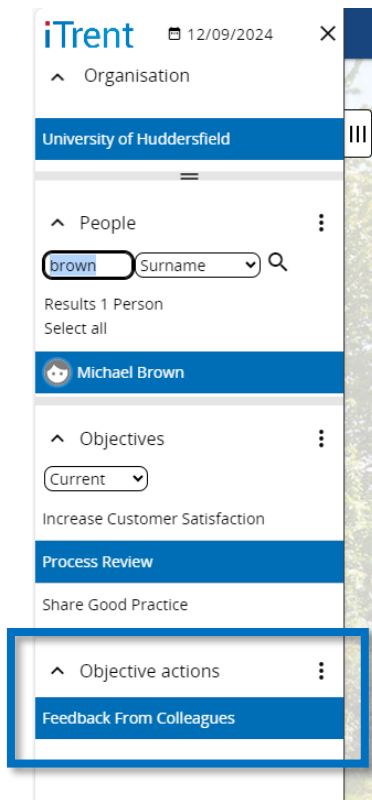 iTrent 12/09/2024
Organisation
University of Huddersfield
People
brown Surname
Results 1 Person
Select all
Michael Brown
Objectives
Current
Increase Customer Satisfaction
Process Review
Share Good Practice
Objective actions
Feedback From Colleagues